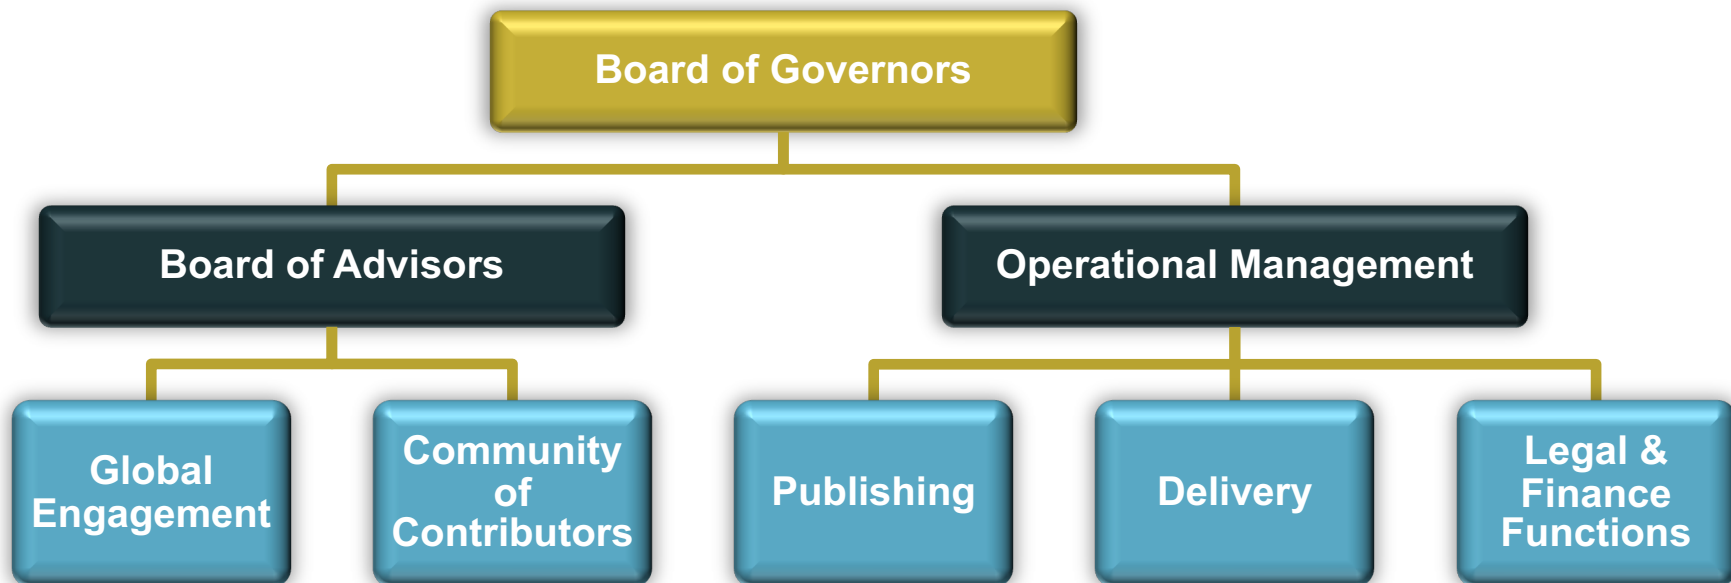 Board of Governors
Board of Advisors
Operational Management
Global
Engagement
Community
of
Contributors
Publishing
Delivery
Legal &
Finance
Functions